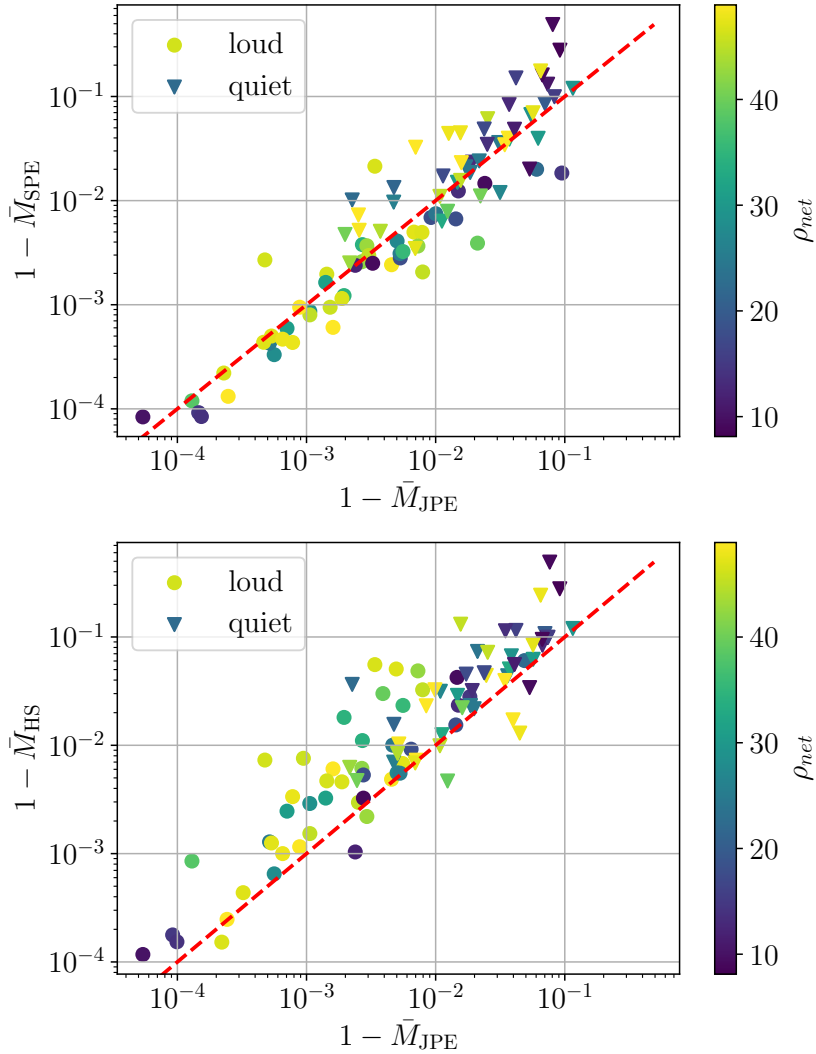 loud
quiet
10⁻¹
10⁻²
10⁻³
10⁻⁴
1 − M̄_SPE
10⁻⁴ 10⁻³ 10⁻² 10⁻¹
1 − M̄_JPE
40
30
20
10
ρ_net
loud
quiet
10⁻¹
10⁻²
10⁻³
10⁻⁴
1 − M̄_HS
10⁻⁴ 10⁻³ 10⁻² 10⁻¹
1 − M̄_JPE
40
30
20
10
ρ_net